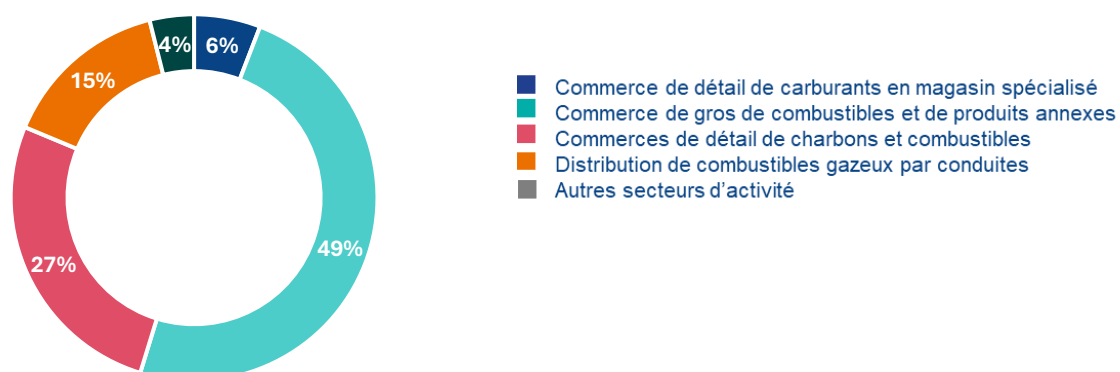 4%
6%
15%
49%
27%
Commerce de détail de carburants en magasin spécialisé
Commerce de gros de combustibles et de produits annexes
Commerces de détail de charbons et combustibles
Distribution de combustibles gazeux par conduites
Autres secteurs d’activité